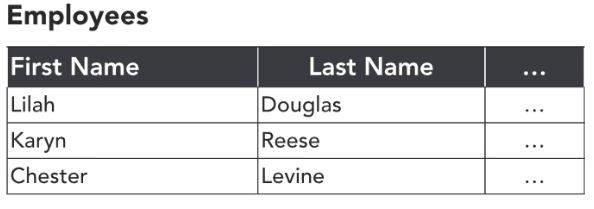 Employees
First Name Last Name ...
Lilah Douglas ...
Karyn Reese ...
Chester Levine ...